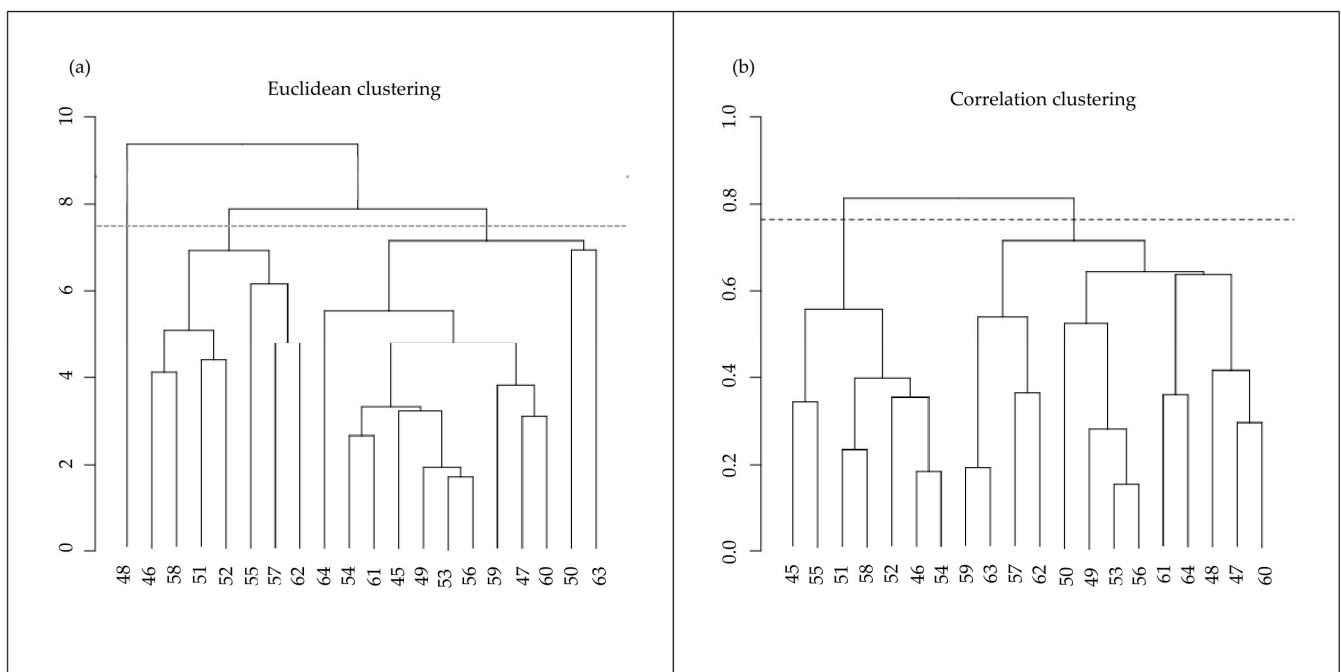 (a)
Euclidean clustering
10
8
6
4
2
0
48 46 58 51 52 55 57 62 64 54 61 45 49 53 56 59 47 60 50 63
(b)
Correlation clustering
1.0
0.8
0.6
0.4
0.2
0.0
45 55 51 58 52 46 54 59 63 57 62 50 49 53 56 61 64 48 47 60